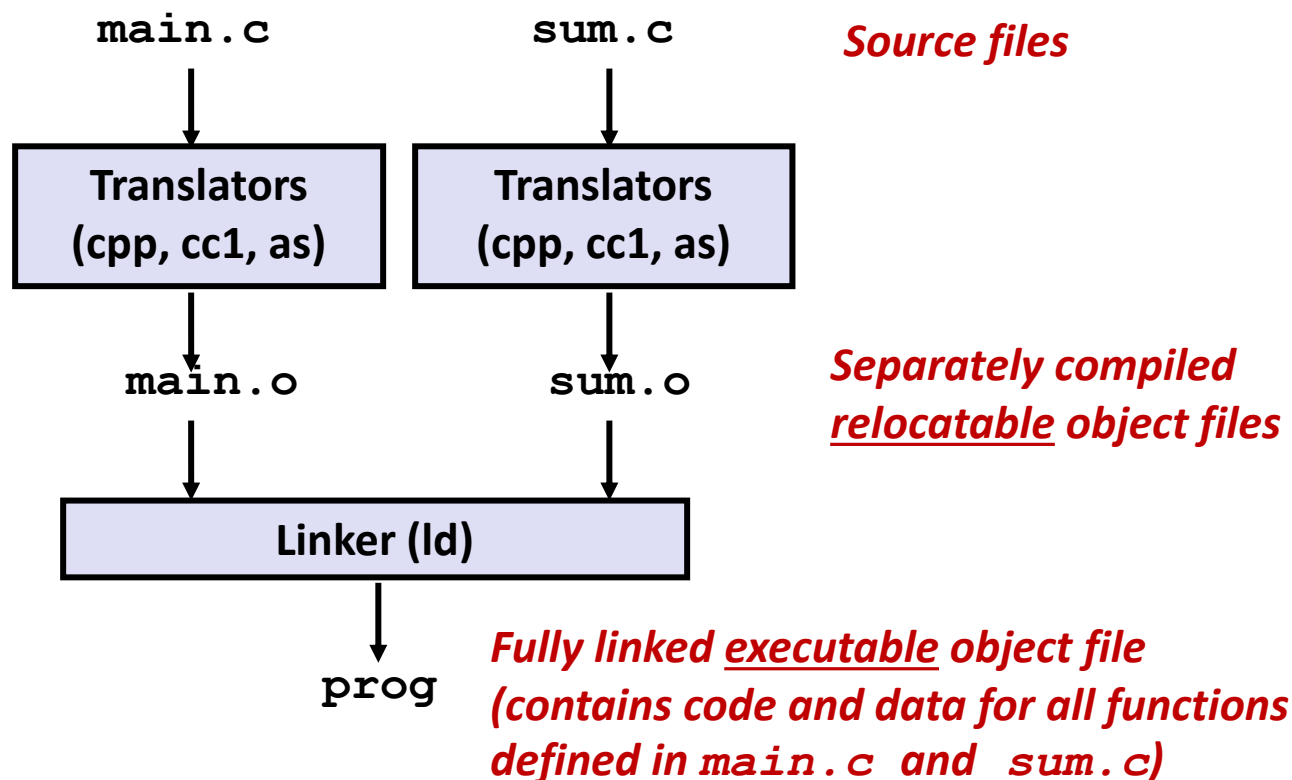 main.c
sum.c
Source files
Translators
(cpp, cc1, as)
Translators
(cpp, cc1, as)
main.o
sum.o
Separately compiled
relocatable object files
Linker (ld)
prog
Fully linked executable object file
(contains code and data for all functions
defined in main.c and sum.c)